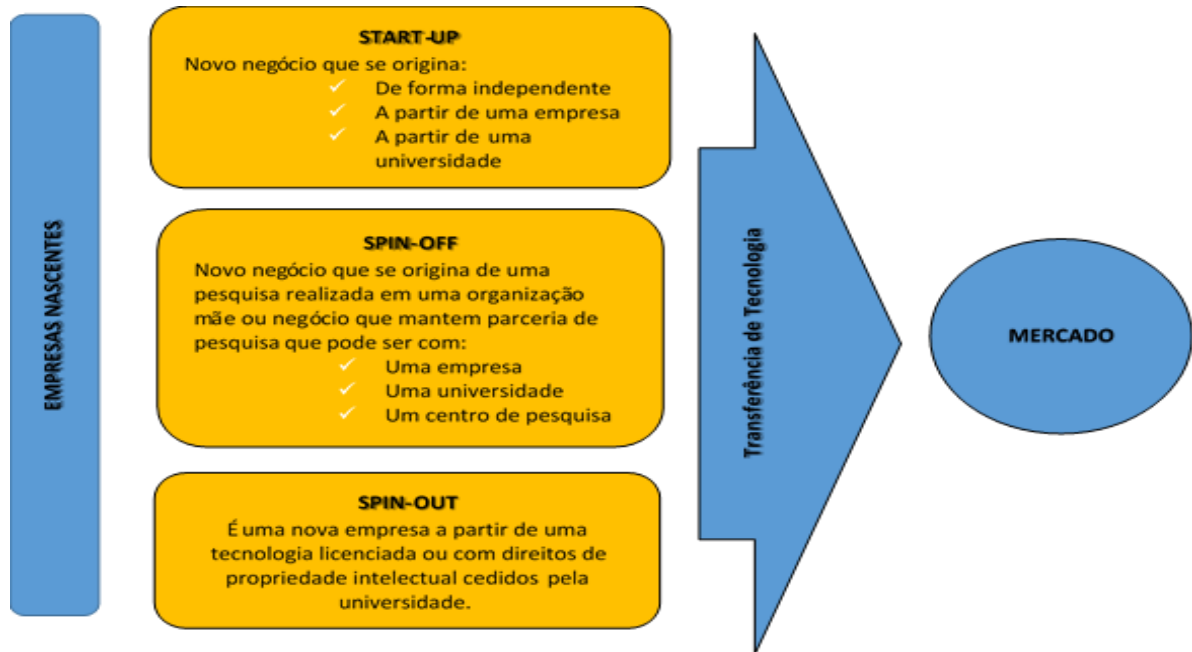 EMPRESAS NASCENTES
START-UP
Novo negócio que se origina:
De forma independente
A partir de uma empresa
A partir de uma
universidade
SPIN-OFF
Novo negócio que se origina de uma
pesquisa realizada em uma organização
mãe ou negócio que mantem parceria de
pesquisa que pode ser com:
Uma empresa
Uma universidade
Um centro de pesquisa
SPIN-OUT
É uma nova empresa a partir de uma
tecnologia licenciada ou com direitos de
propriedade intelectual cedidos pela
universidade.
Transferência de Tecnologia
MERCADO